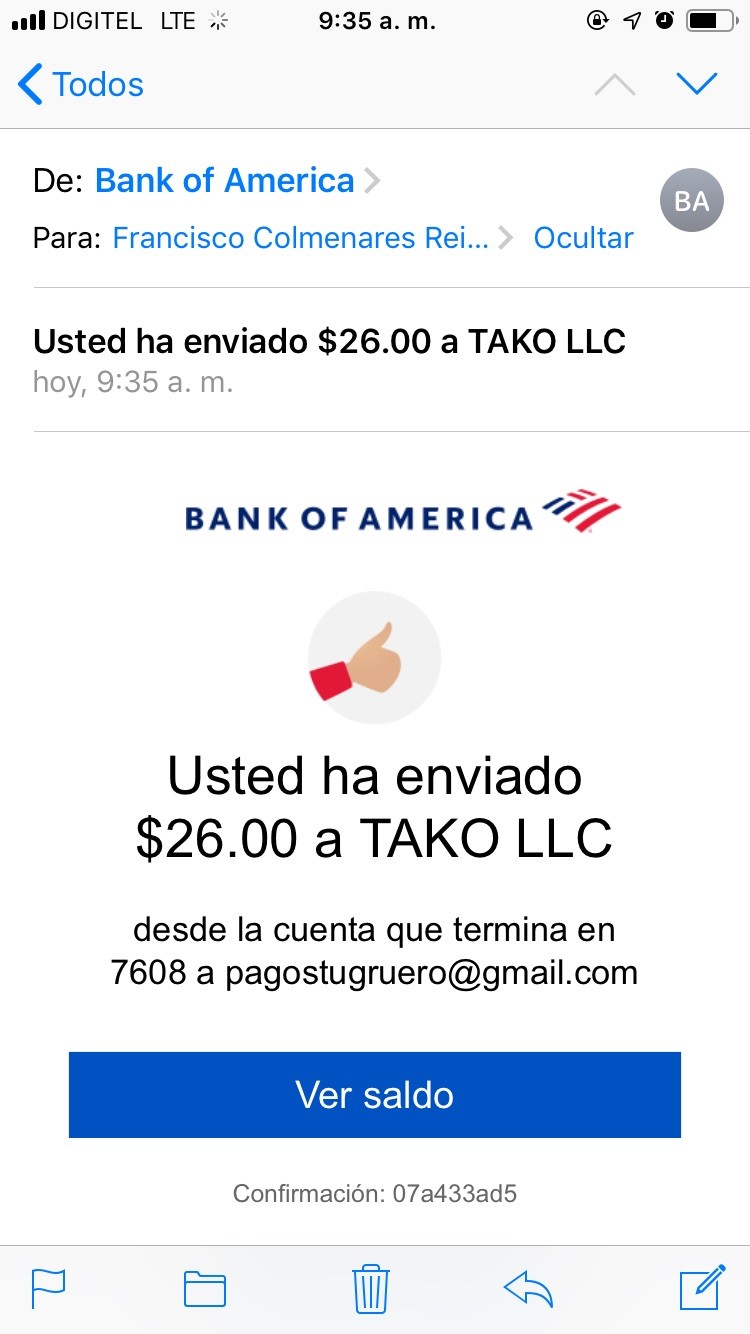 DIGITEL LTE 9:35 a. m.
Todos
De: Bank of America
BA
Para: Francisco Colmenares Rei... Ocultar
Usted ha enviado $26.00 a TAKO LLC
hoy, 9:35 a. m.
BANK OF AMERICA
Usted ha enviado
$26.00 a TAKO LLC
desde la cuenta que termina en
7608 a pagostugruero@gmail.com
Ver saldo
Confirmación: 07a433ad5